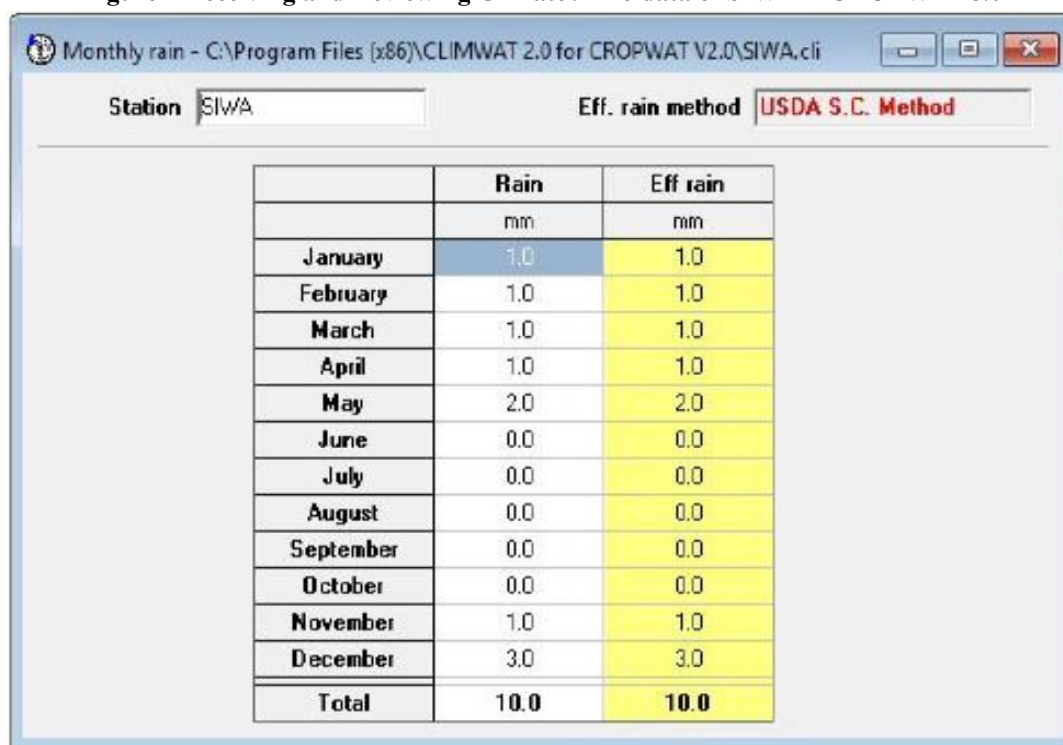 Monthly rain - C:\Program Files (x86)\CLIMWAT 2.0 for CROPWAT V2.0\SIWA.cli
Station SIWA Eff. rain method USDA S.C. Method
Rain Eff rain
mm mm
January 1.0 1.0
February 1.0 1.0
March 1.0 1.0
April 1.0 1.0
May 2.0 2.0
June 0.0 0.0
July 0.0 0.0
August 0.0 0.0
September 0.0 0.0
October 0.0 0.0
November 1.0 1.0
December 3.0 3.0
Total 10.0 10.0